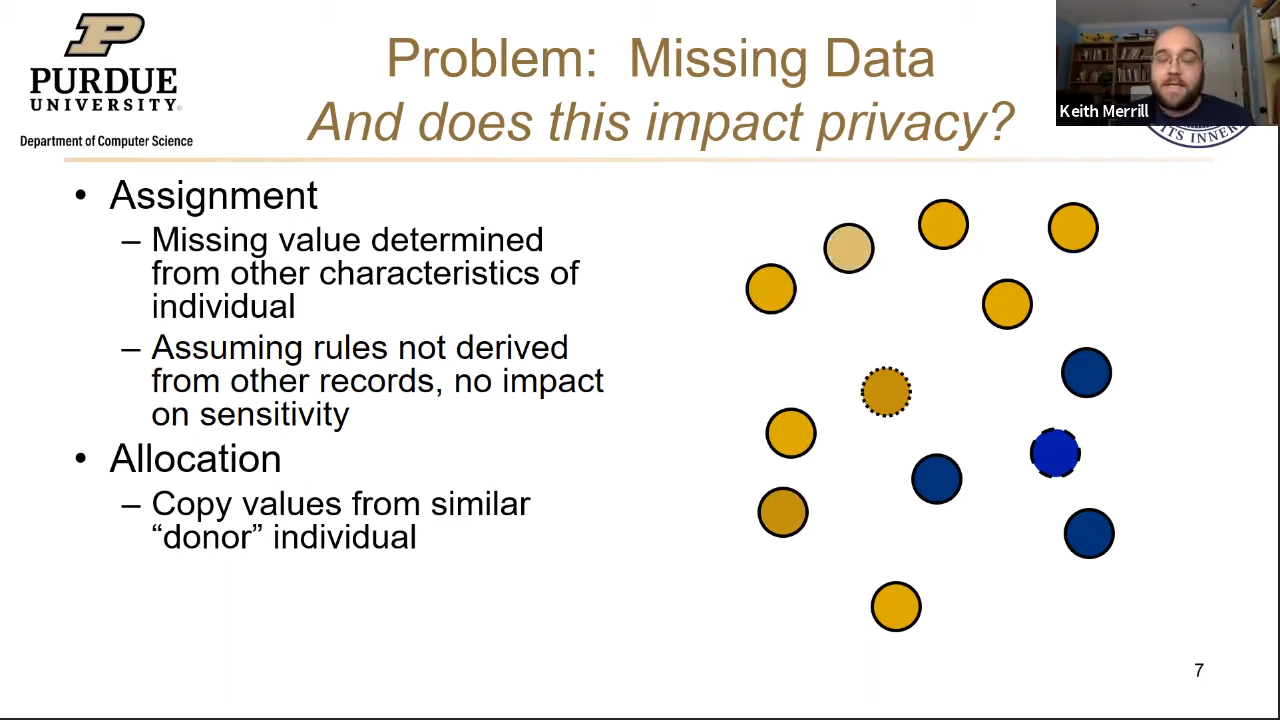 PURDUE
UNIVERSITY®
Department of Computer Science
Problem: Missing Data
And does this impact privacy?
Keith Merrill
ITS INNER
• Assignment
– Missing value determined
from other characteristics of
individual
– Assuming rules not derived
from other records, no impact
on sensitivity
• Allocation
– Copy values from similar
“donor” individual
7